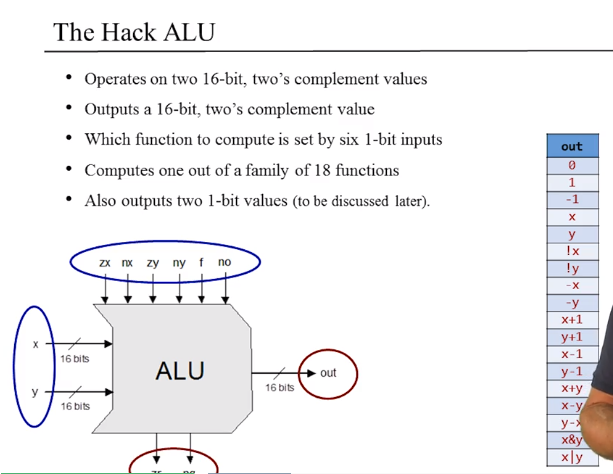 The Hack ALU
• Operates on two 16-bit, two's complement values
• Outputs a 16-bit, two's complement value
• Which function to compute is set by six 1-bit inputs
• Computes one out of a family of 18 functions
• Also outputs two 1-bit values (to be discussed later).
out
0
1
-1
x
y
!x
!y
-x
-y
x+1
y+1
x-1
y-1
x+y
x-y
y-x
x&y
x|y
zx nx zy ny f no
x
16 bits
y
16 bits
ALU
out
16 bits
zr ng